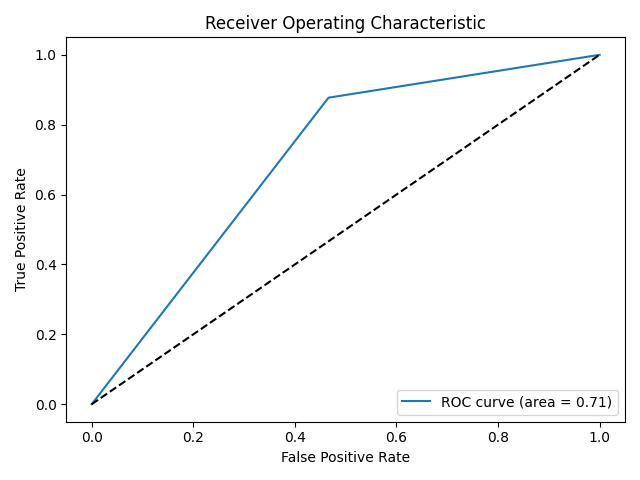 Receiver Operating Characteristic
1.0
0.8
0.6
0.4
0.2
0.0
True Positive Rate
0.0 0.2 0.4 0.6 0.8 1.0
False Positive Rate
ROC curve (area = 0.71)